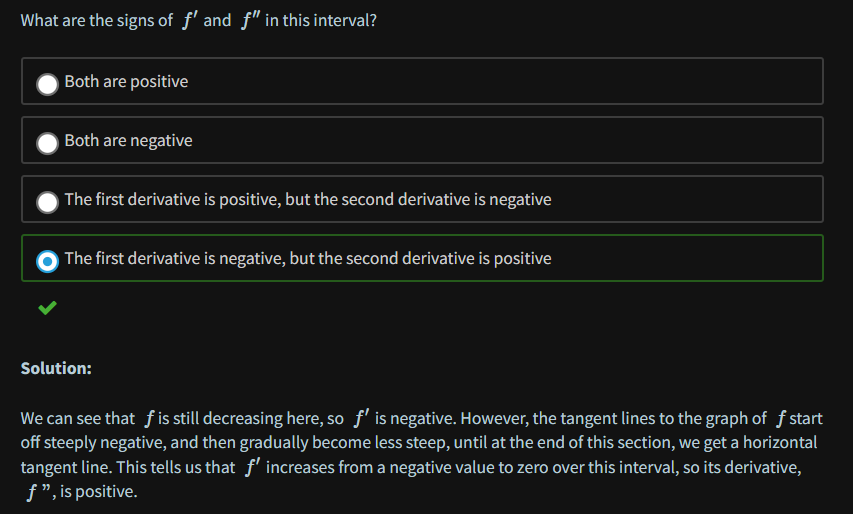 What are the signs of f′ and f″ in this interval?
Both are positive
Both are negative
The first derivative is positive, but the second derivative is negative
The first derivative is negative, but the second derivative is positive
Solution:
We can see that f is still decreasing here, so f′ is negative. However, the tangent lines to the graph of f start
off steeply negative, and then gradually become less steep, until at the end of this section, we get a horizontal
tangent line. This tells us that f′ increases from a negative value to zero over this interval, so its derivative,
f ”, is positive.